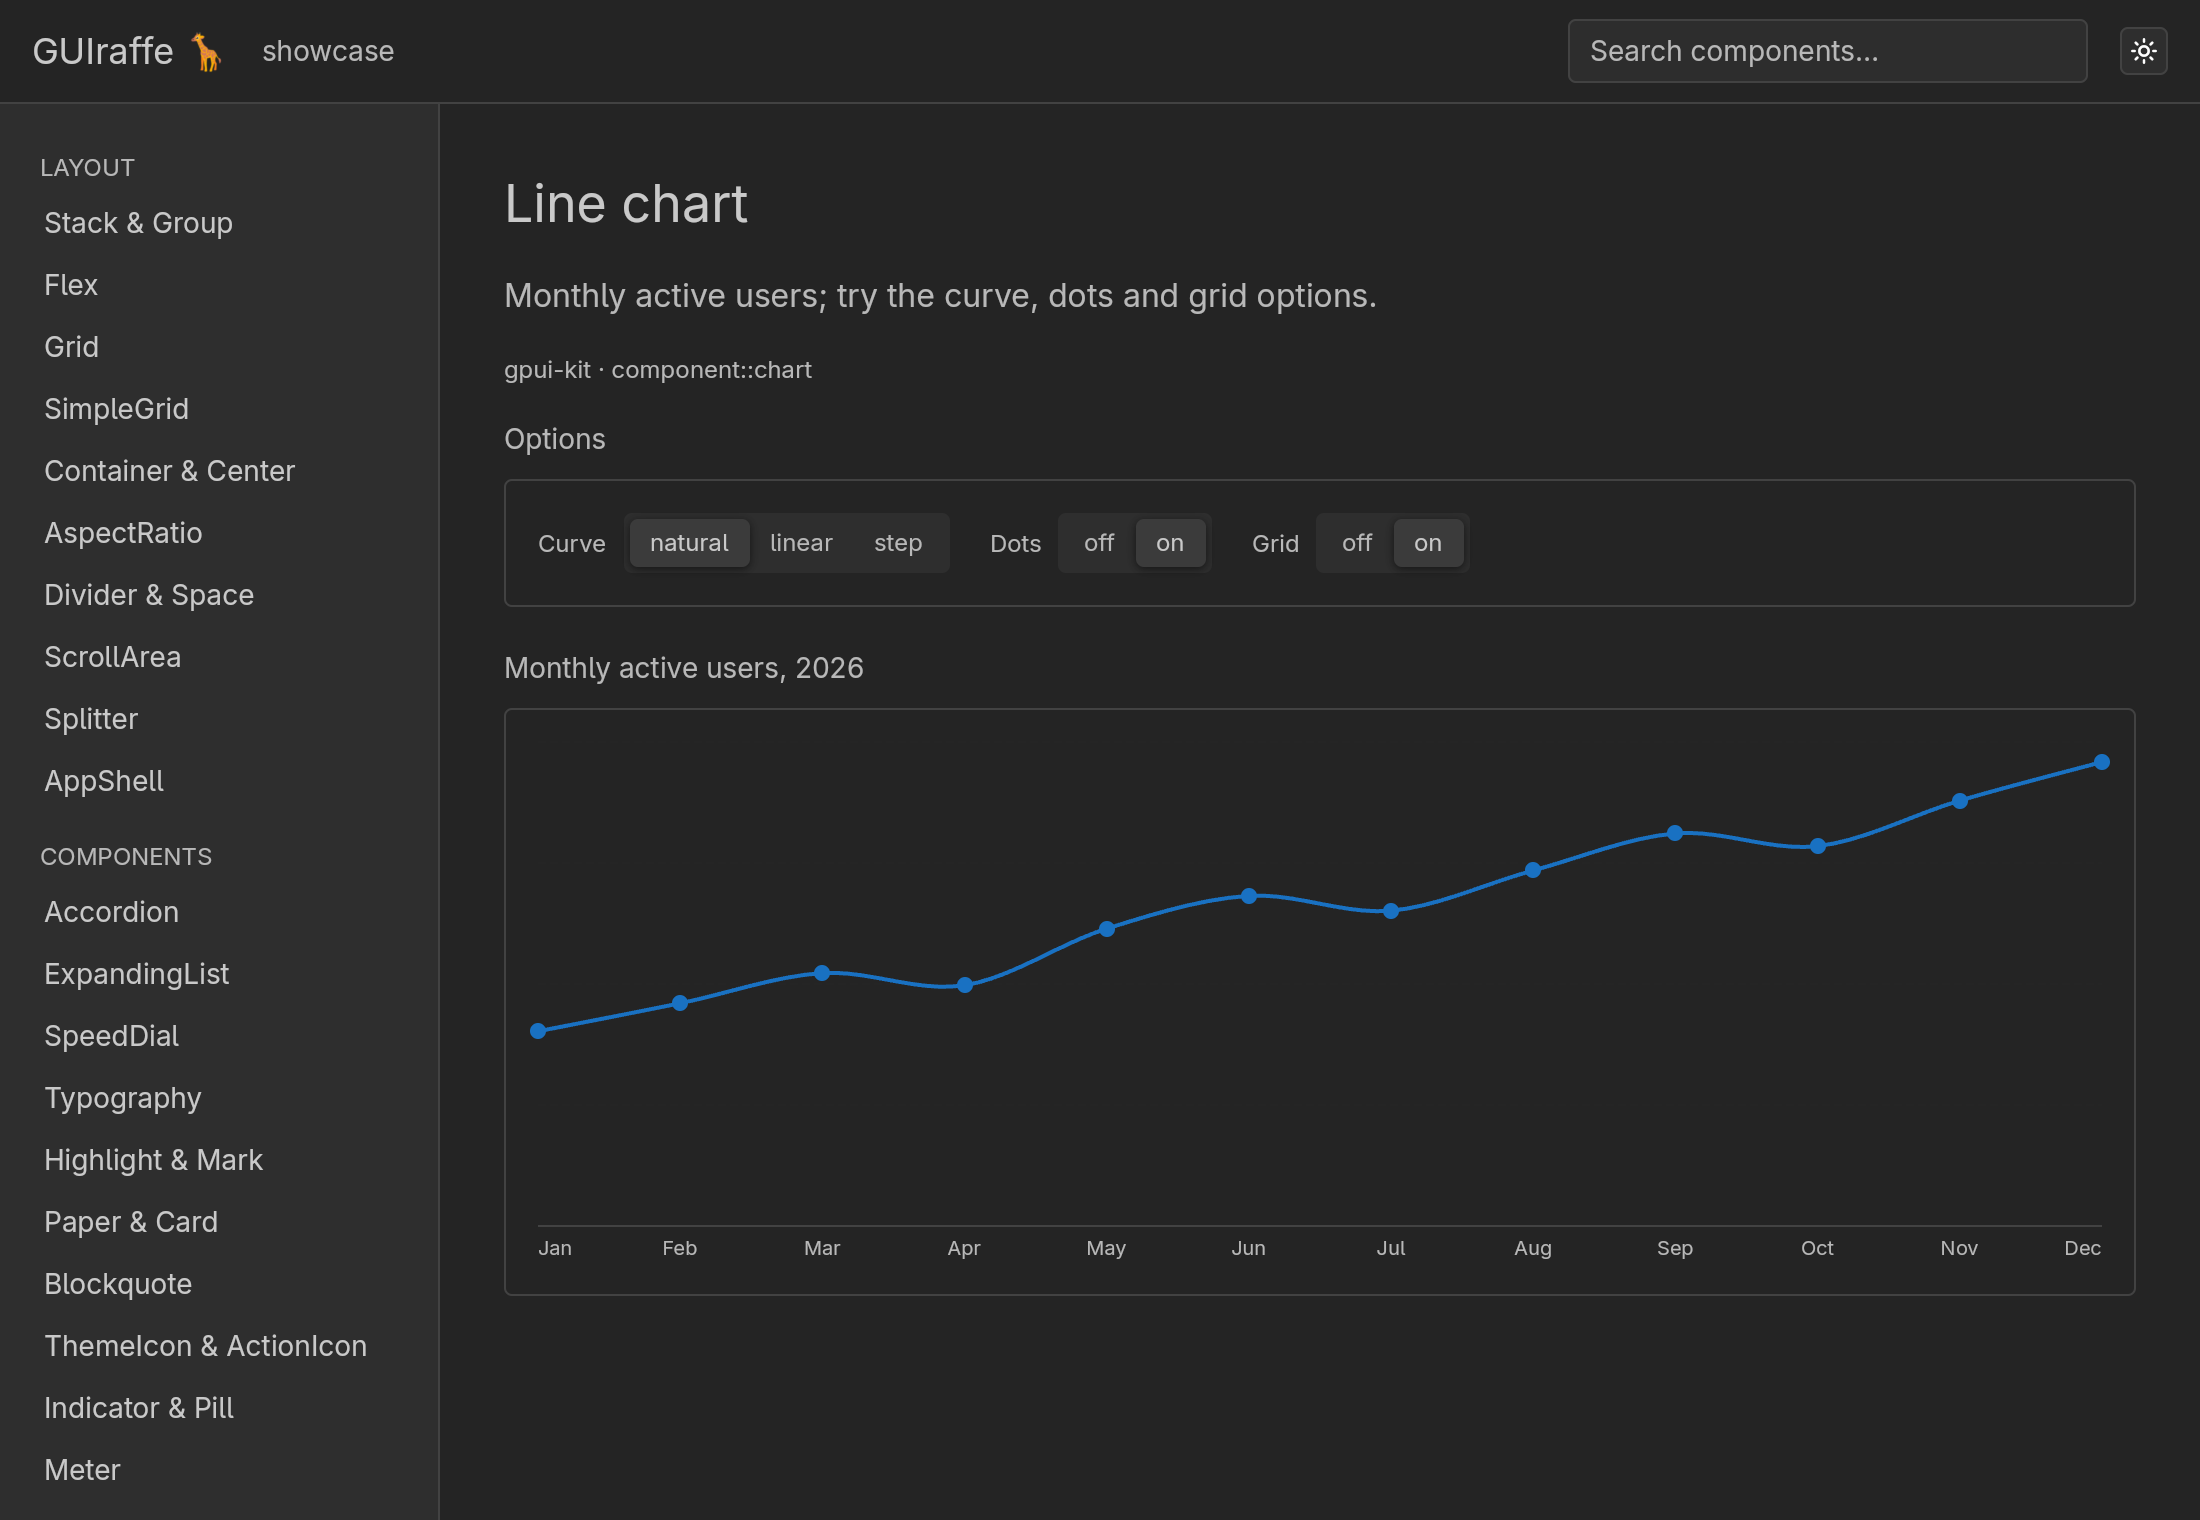 GUIraffe 🦒 showcase Search components...
LAYOUT
Stack & Group
Flex
Grid
SimpleGrid
Container & Center
AspectRatio
Divider & Space
ScrollArea
Splitter
AppShell
COMPONENTS
Accordion
ExpandingList
SpeedDial
Typography
Highlight & Mark
Paper & Card
Blockquote
ThemeIcon & ActionIcon
Indicator & Pill
Meter
Line chart
Monthly active users; try the curve, dots and grid options.
gpui-kit · component::chart
Options
Curve natural linear step Dots off on Grid off on
Monthly active users, 2026
Jan Feb Mar Apr May Jun Jul Aug Sep Oct Nov Dec